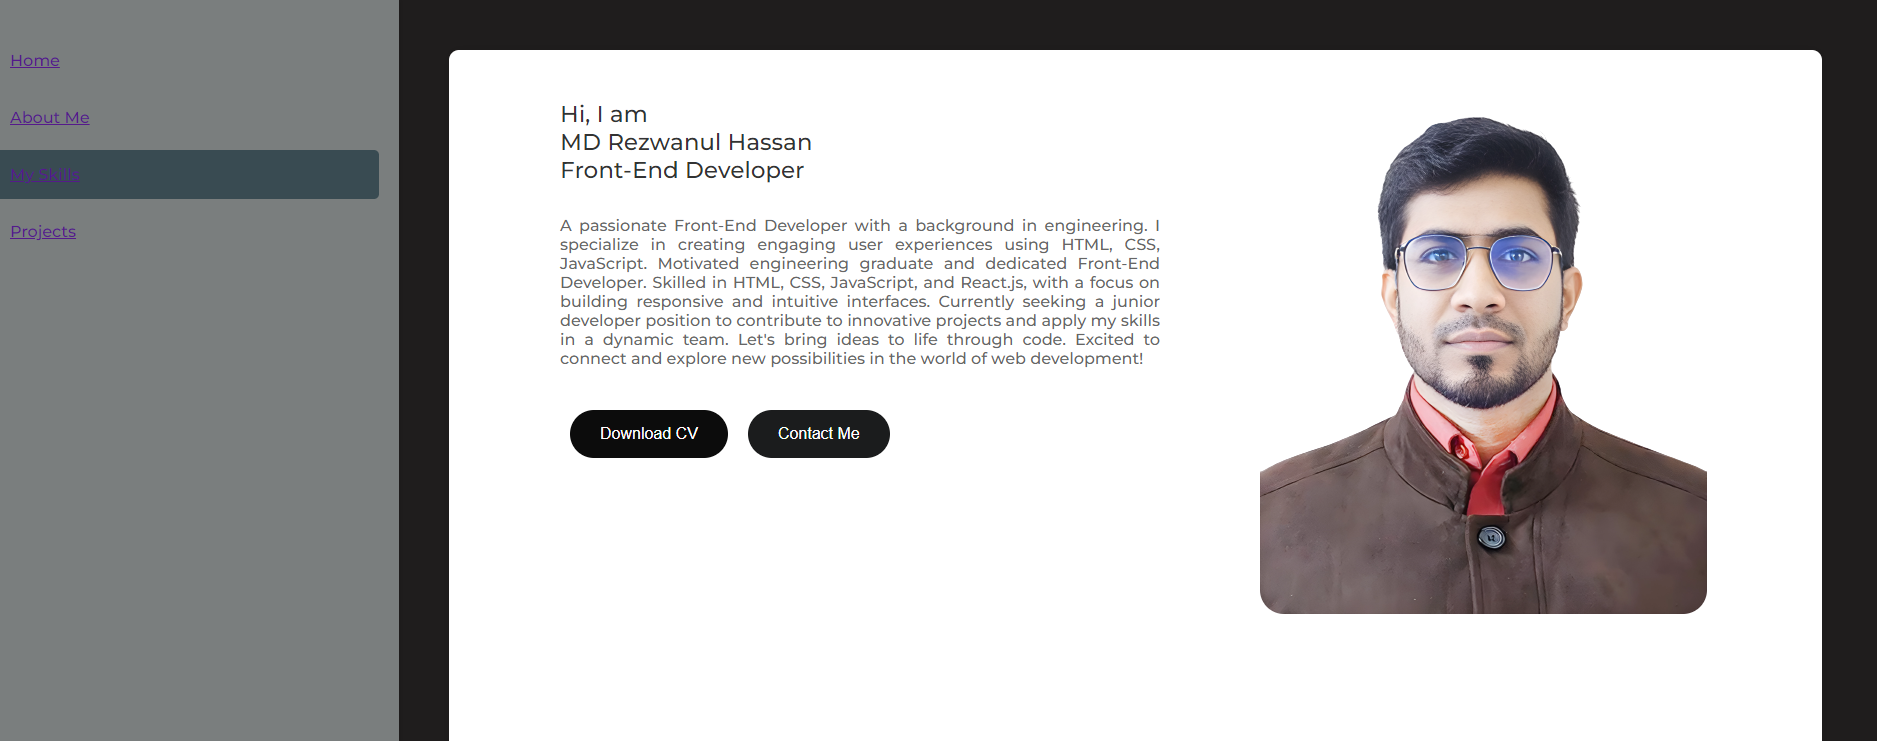 Home
About Me
My Skills
Projects
Hi, I am
MD Rezwanul Hassan
Front-End Developer
A passionate Front-End Developer with a background in engineering. I
specialize in creating engaging user experiences using HTML, CSS,
JavaScript. Motivated engineering graduate and dedicated Front-End
Developer. Skilled in HTML, CSS, JavaScript, and React.js, with a focus on
building responsive and intuitive interfaces. Currently seeking a junior
developer position to contribute to innovative projects and apply my skills
in a dynamic team. Let's bring ideas to life through code. Excited to
connect and explore new possibilities in the world of web development!
Download CV
Contact Me